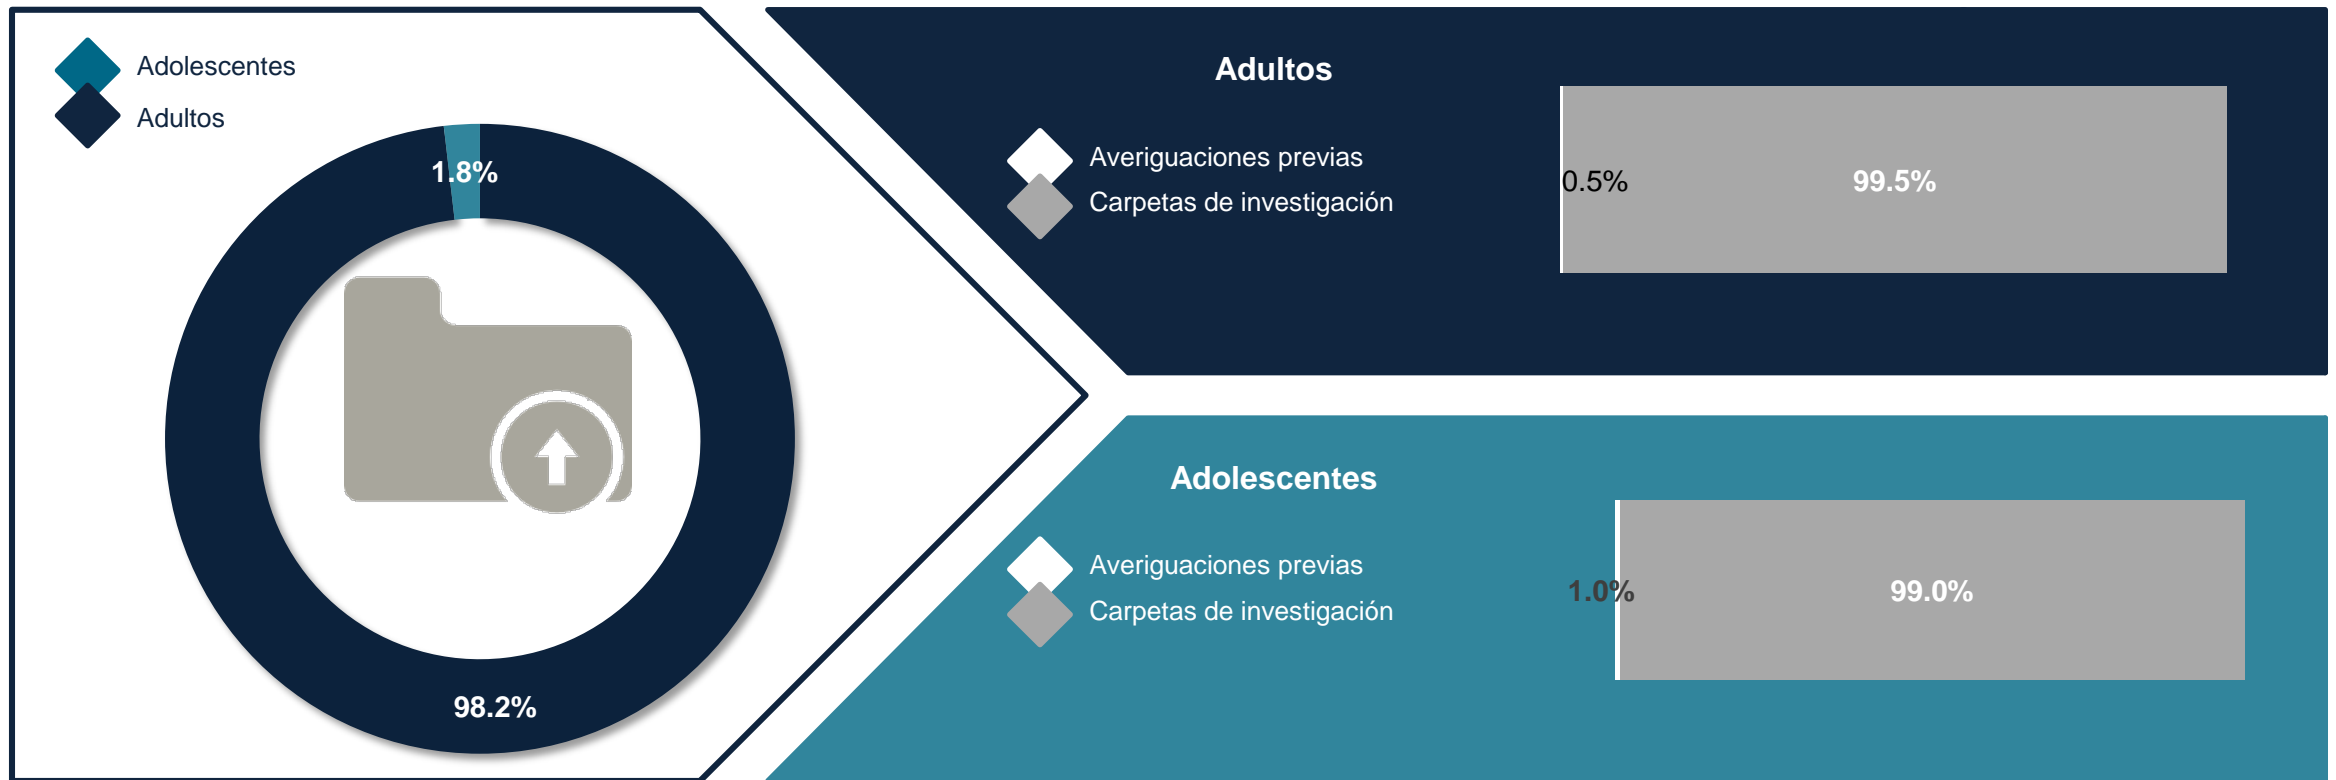 Adolescentes
Adultos
1.8%
98.2%
Adultos
Averiguaciones previas
Carpetas de investigación
0.5%
99.5%
Adolescentes
Averiguaciones previas
Carpetas de investigación
1.0%
99.0%